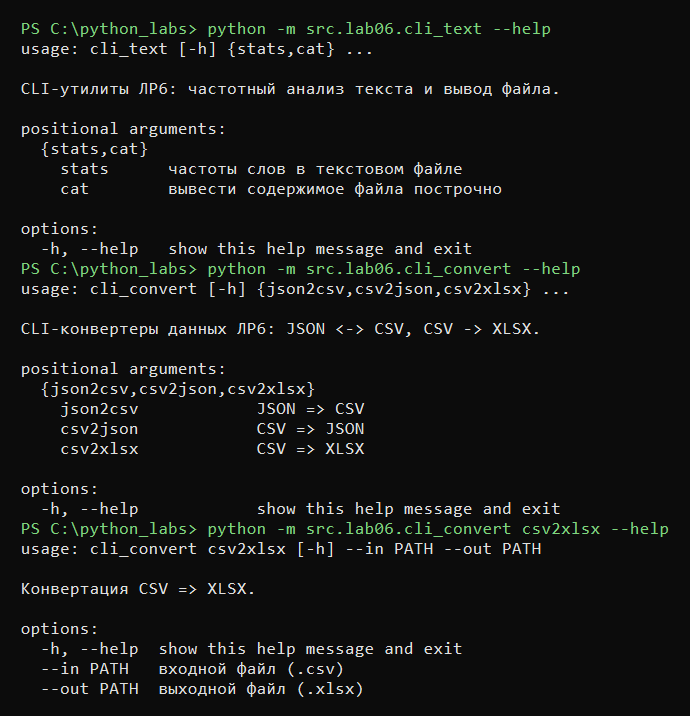 PS C:\python_labs> python -m src.lab06.cli_text --help
usage: cli_text [-h] {stats,cat} ...

CLI-утилиты ЛР6: частотный анализ текста и вывод файла.

positional arguments:
  {stats,cat}
    stats      частоты слов в текстовом файле
    cat        вывести содержимое файла построчно

options:
  -h, --help   show this help message and exit
PS C:\python_labs> python -m src.lab06.cli_convert --help
usage: cli_convert [-h] {json2csv,csv2json,csv2xlsx} ...

CLI-конвертеры данных ЛР6: JSON <-> CSV, CSV -> XLSX.

positional arguments:
  {json2csv,csv2json,csv2xlsx}
    json2csv            JSON => CSV
    csv2json            CSV => JSON
    csv2xlsx            CSV => XLSX

options:
  -h, --help            show this help message and exit
PS C:\python_labs> python -m src.lab06.cli_convert csv2xlsx --help
usage: cli_convert csv2xlsx [-h] --in PATH --out PATH

Конвертация CSV => XLSX.

options:
  -h, --help  show this help message and exit
  --in PATH   входной файл (.csv)
  --out PATH  выходной файл (.xlsx)